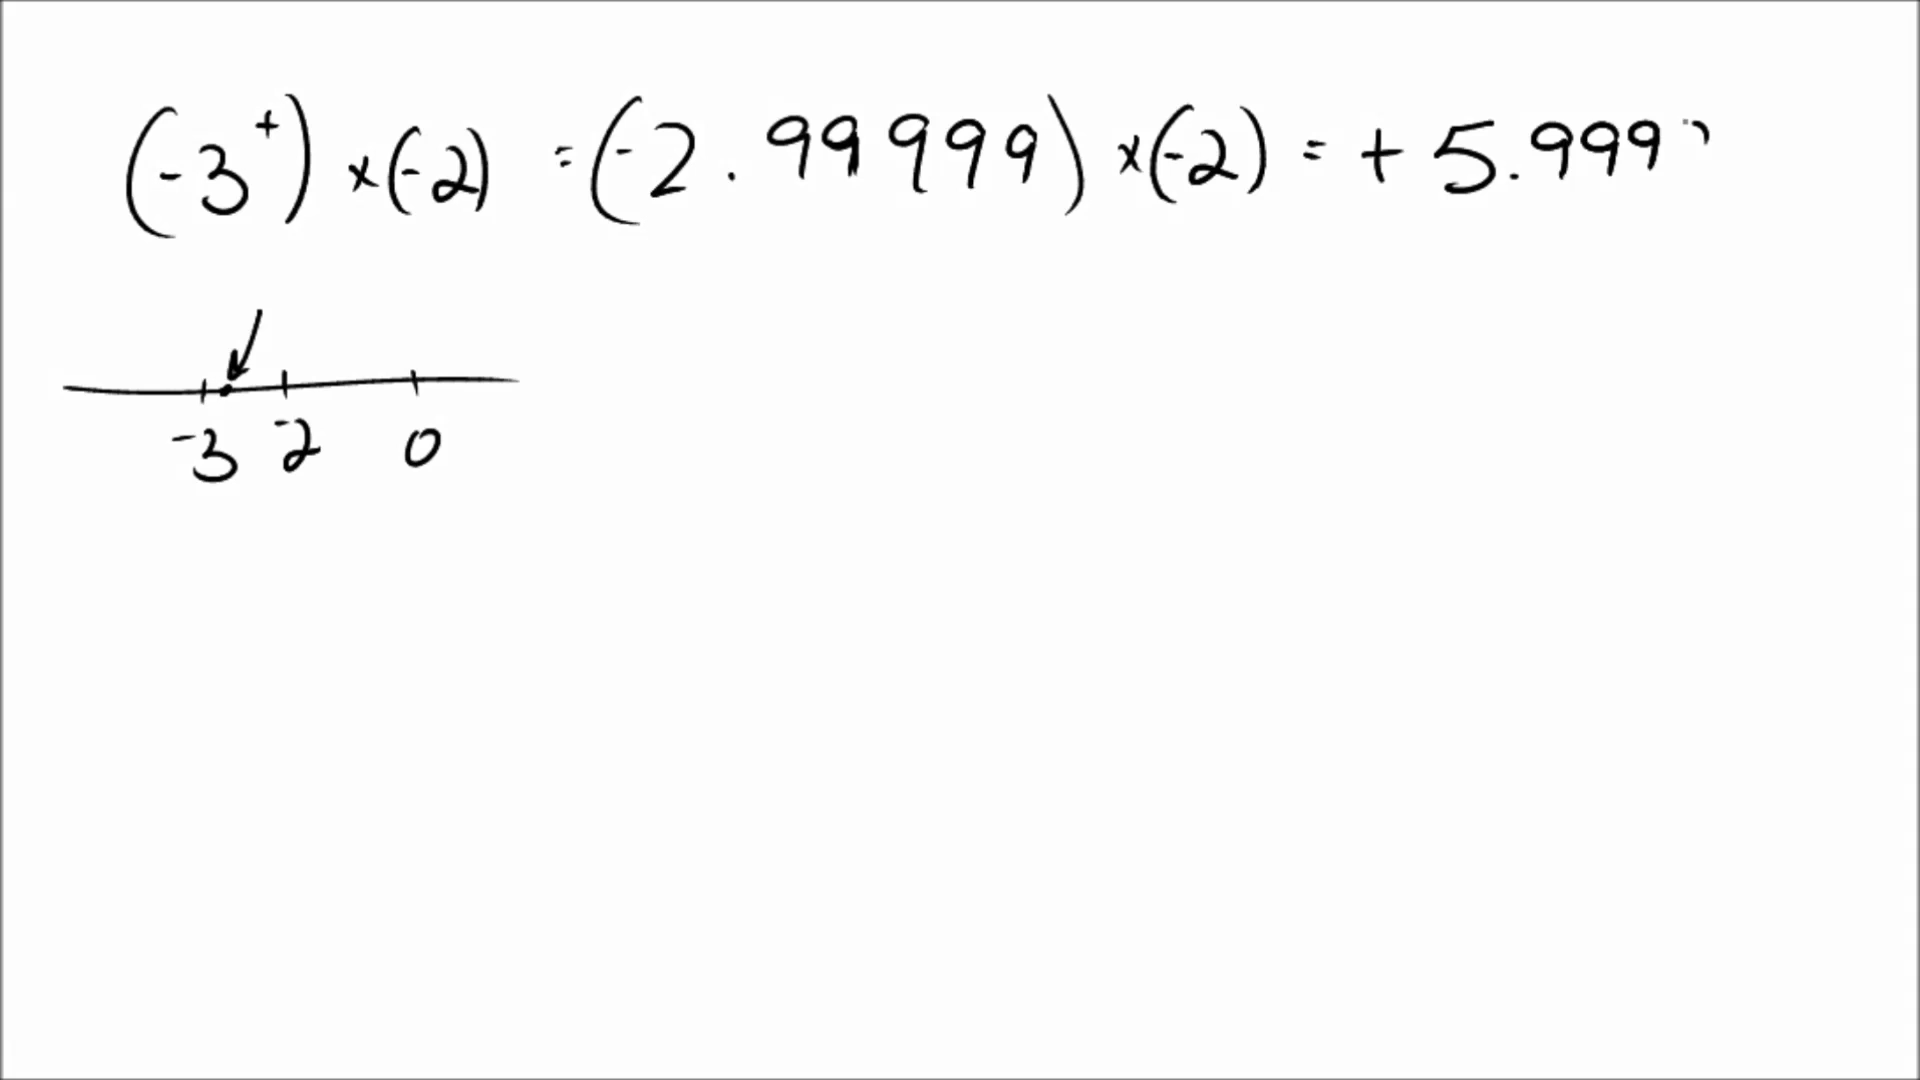 (-3⁺) × (-2) = (-2.99999) × (-2) = + 5.999
-3 -2 0